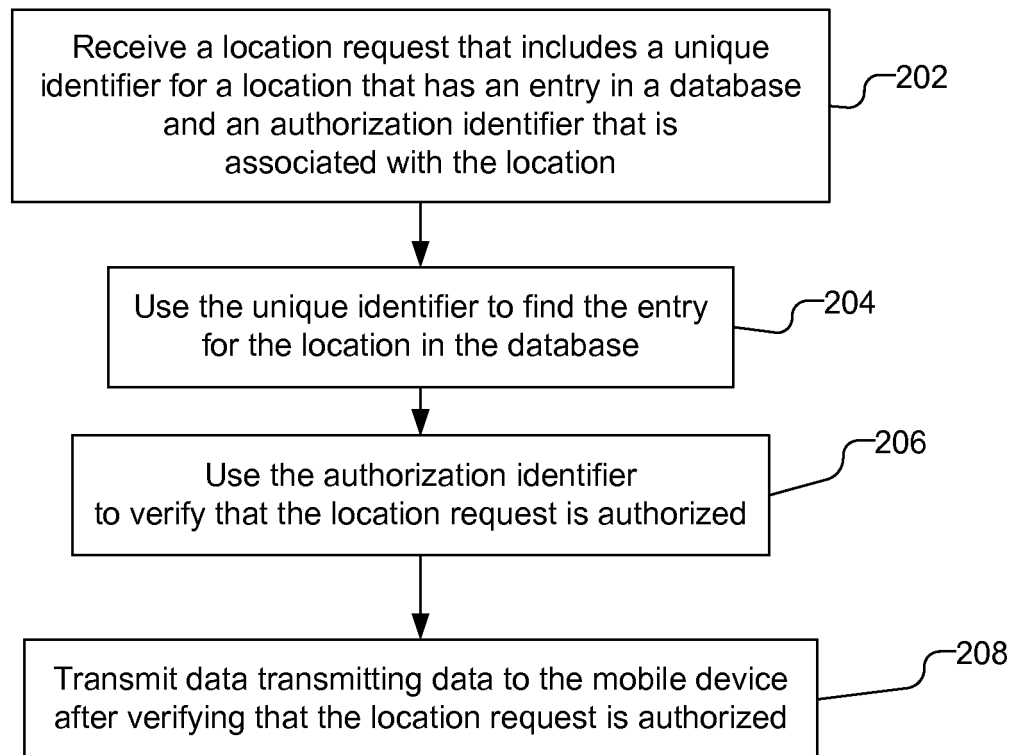 Receive a location request that includes a unique
identifier for a location that has an entry in a database
and an authorization identifier that is
associated with the location
202
Use the unique identifier to find the entry
for the location in the database
204
Use the authorization identifier
to verify that the location request is authorized
206
Transmit data transmitting data to the mobile device
after verifying that the location request is authorized
208